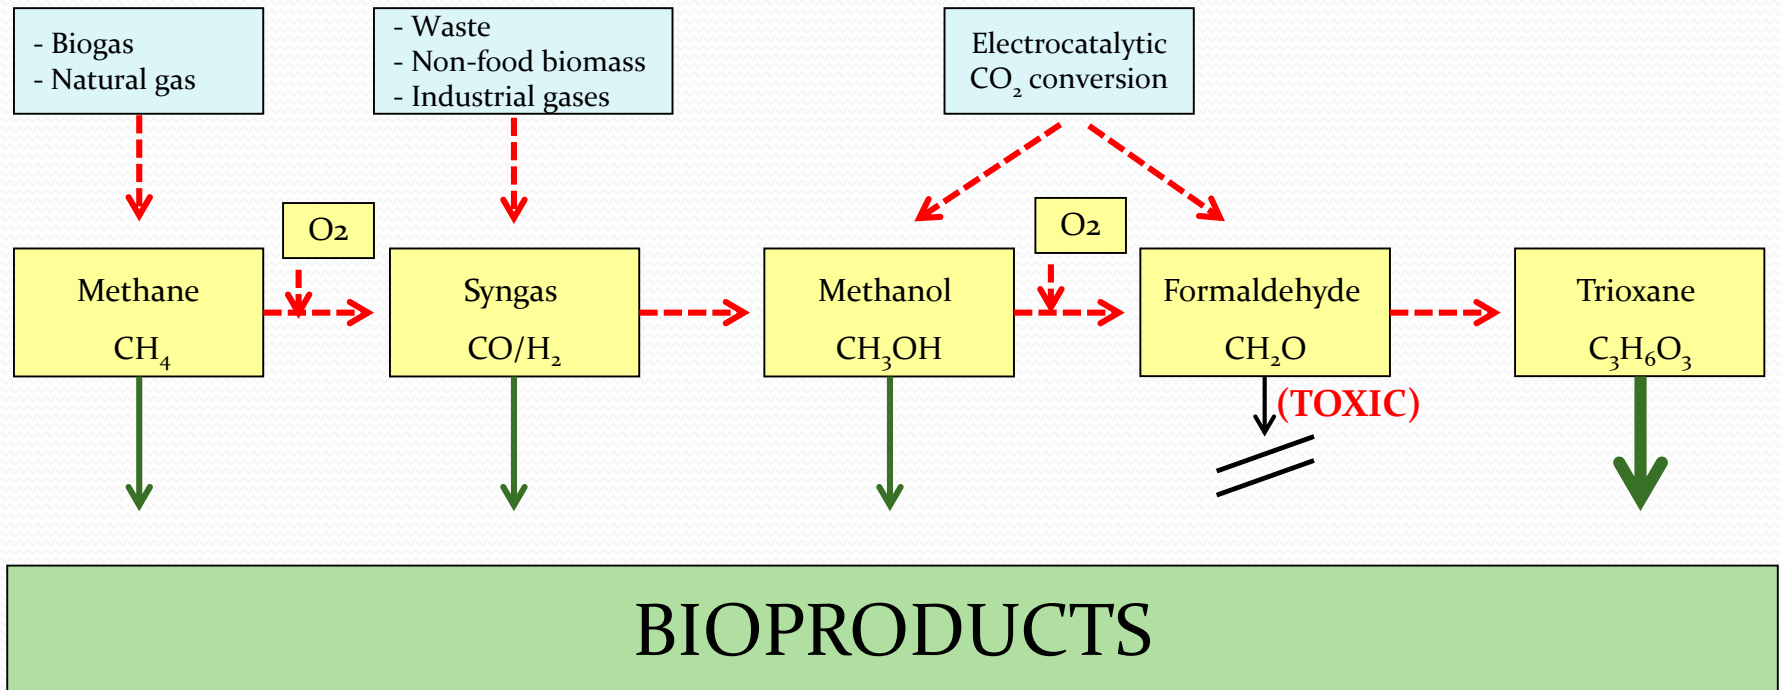 - Biogas
- Natural gas
- Waste
- Non-food biomass
- Industrial gases
Electrocatalytic
CO₂ conversion
O2
O2
Methane
CH₄
Syngas
CO/H₂
Methanol
CH₃OH
Formaldehyde
CH₂O
Trioxane
C₃H₆O₃
(TOXIC)
BIOPRODUCTS